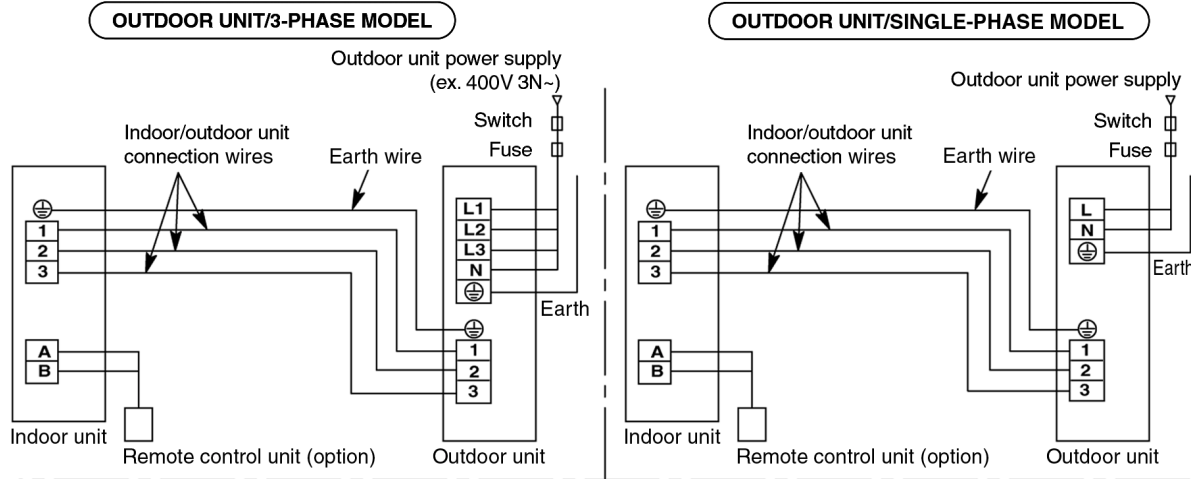 OUTDOOR UNIT/3-PHASE MODEL
Outdoor unit power supply
(ex. 400V 3N~)
Switch
Fuse
Indoor/outdoor unit
connection wires
Earth wire
1
2
3
A
B
L1
L2
L3
N
Earth
1
2
3
Indoor unit
Remote control unit (option)
Outdoor unit
OUTDOOR UNIT/SINGLE-PHASE MODEL
Outdoor unit power supply
Switch
Fuse
Indoor/outdoor unit
connection wires
Earth wire
1
2
3
A
B
L
N
Earth
1
2
3
Indoor unit
Remote control unit (option)
Outdoor unit